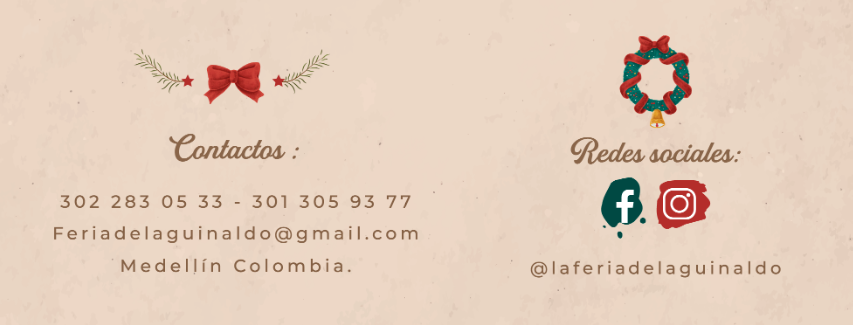 Contactos :
302 283 05 33 - 301 305 93 77
Feriadelaguinaldo@gmail.com
Medellín Colombia.
Redes sociales:
@laferiadelaguinaldo